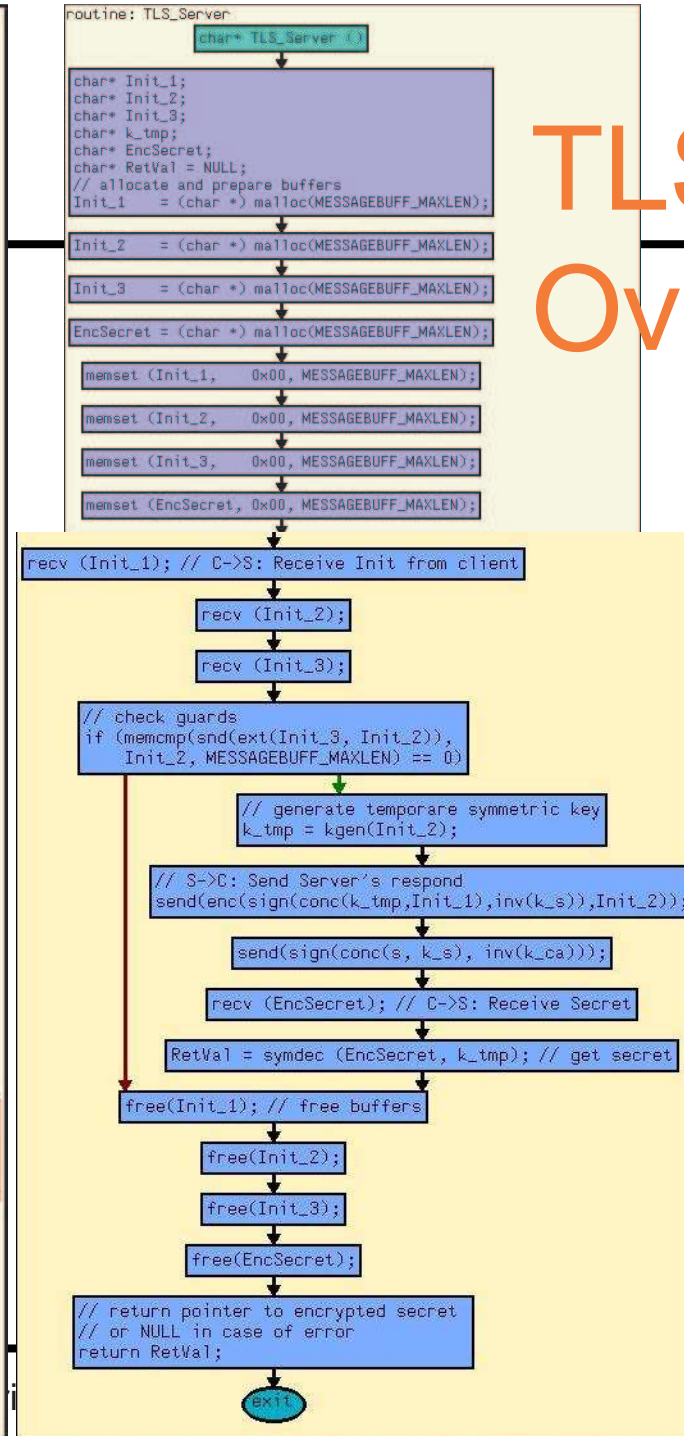 routine: TLS_Server
char* TLS_Server ()
char* Init_1;
char* Init_2;
char* Init_3;
char* k_tmp;
char* EncSecret;
char* RetVal = NULL;
// allocate and prepare buffers
Init_1 = (char *) malloc(MESSAGEBUFF_MAXLEN);
Init_2 = (char *) malloc(MESSAGEBUFF_MAXLEN);
Init_3 = (char *) malloc(MESSAGEBUFF_MAXLEN);
EncSecret = (char *) malloc(MESSAGEBUFF_MAXLEN);
memset (Init_1, 0x00, MESSAGEBUFF_MAXLEN);
memset (Init_2, 0x00, MESSAGEBUFF_MAXLEN);
memset (Init_3, 0x00, MESSAGEBUFF_MAXLEN);
memset (EncSecret, 0x00, MESSAGEBUFF_MAXLEN);
TLS
Ov
recv (Init_1); // C->S: Receive Init from client
recv (Init_2);
recv (Init_3);
// check guards
if (memcmp(snd(ext(Init_3, Init_2)),
Init_2, MESSAGEBUFF_MAXLEN) == 0)
// generate temporare symmetric key
k_tmp = kgen(Init_2);
// S->C: Send Server's respond
send(enc(sign(conc(k_tmp,Init_1),inv(k_s)),Init_2));
send(sign(conc(s, k_s), inv(k_ca)));
recv (EncSecret); // C->S: Receive Secret
RetVal = symdec (EncSecret, k_tmp); // get secret
free(Init_1); // free buffers
free(Init_2);
free(Init_3);
free(EncSecret);
// return pointer to encrypted secret
// or NULL in case of error
return RetVal;
exit